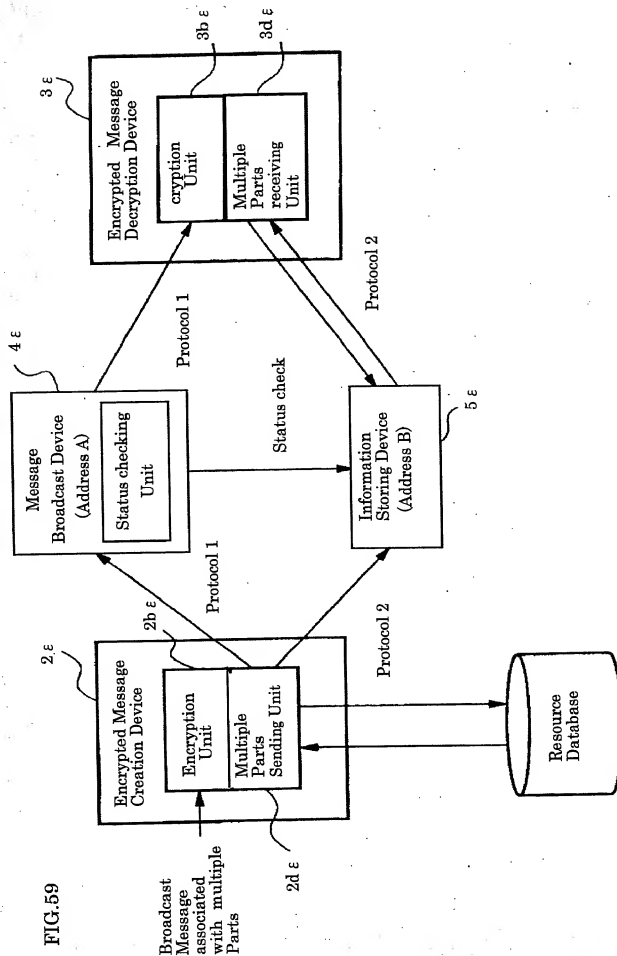 FIG.59
Broadcast
Message
associated
with multiple
Parts
2 ε
Encrypted Message
Creation Device
2b ε
Encryption
Unit
Multiple
Parts
Sending Unit
2d ε
Resource
Database
Protocol 1
Protocol 2
4 ε
Message
Broadcast Device
(Address A)
Status checking
Unit
Status check
Information
Storing Device
(Address B)
5 ε
Protocol 1
Protocol 2
3 ε
Encrypted Message
Decryption Device
cryption
Unit
3b ε
Multiple
Parts
receiving
Unit
3d ε